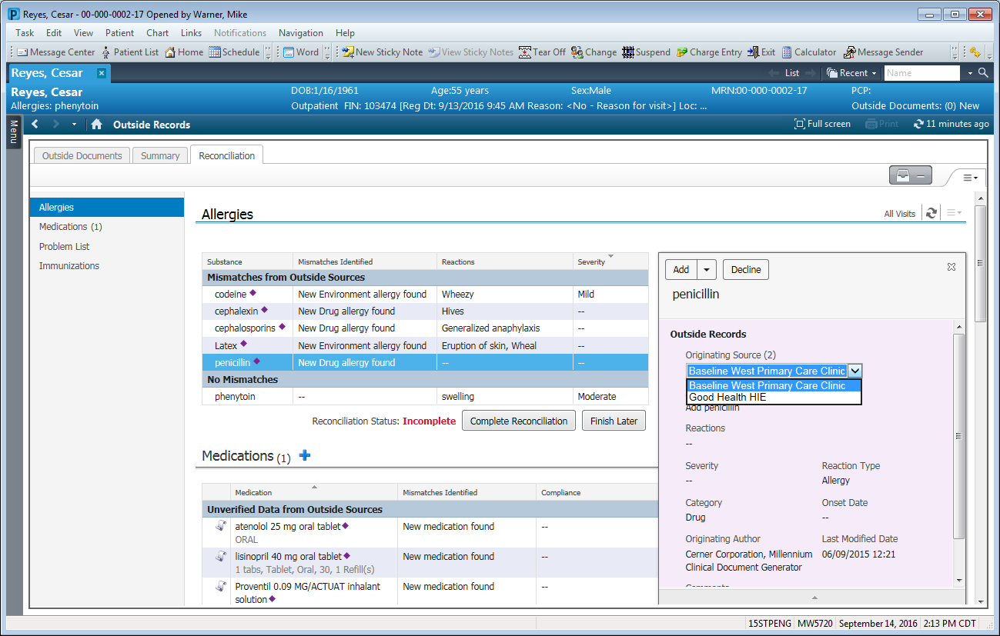 Reyes, Cesar - 00-000-0002-17 Opened by Warner, Mike
Task Edit View Patient Chart Links Notifications Navigation Help
Message Center Patient List Home Schedule Word New Sticky Note View Sticky Notes Tear Off Change Suspend Charge Entry Exit Calculator Message Sender
Reyes, Cesar
List Recent Name
Reyes, Cesar DOB:1/16/1961 Age:55 years Sex:Male MRN:00-000-0002-17 PCP:
Allergies: phenytoin Outpatient FIN: 103474 [Reg Dt: 9/13/2016 9:45 AM Reason: <No - Reason for visit>] Loc: ... Outside Documents: (0) New
Menu
Outside Records Full screen Print 11 minutes ago
Outside Documents Summary Reconciliation
Allergies
Medications (1)
Problem List
Immunizations
Allergies All Visits
Substance Mismatches Identified Reactions Severity
Mismatches from Outside Sources
codeine New Environment allergy found Wheezy Mild
cephalexin New Drug allergy found Hives --
cephalosporins New Drug allergy found Generalized anaphylaxis --
Latex New Environment allergy found Eruption of skin, Wheal --
penicillin New Drug allergy found -- --
No Mismatches
phenytoin -- swelling Moderate
Reconciliation Status: Incomplete Complete Reconciliation Finish Later
Medications (1)
Medication Mismatches Identified Compliance
Unverified Data from Outside Sources
atenolol 25 mg oral tablet New medication found --
ORAL
lisinopril 40 mg oral tablet New medication found --
1 tabs, Tablet, Oral, 30, 1 Refill(s)
Proventil 0.09 MG/ACTUAT inhalant New medication found --
solution
Add Decline
penicillin
Outside Records
Originating Source (2)
Baseline West Primary Care Clinic
Baseline West Primary Care Clinic
Good Health HIE
Add penicillin
Reactions
--
Severity Reaction Type
-- Allergy
Category Onset Date
Drug --
Originating Author Last Modified Date
Cerner Corporation, Millennium 06/09/2015 12:21
Clinical Document Generator
Comments
15STPENG MW5720 September 14, 2016 2:13 PM CDT